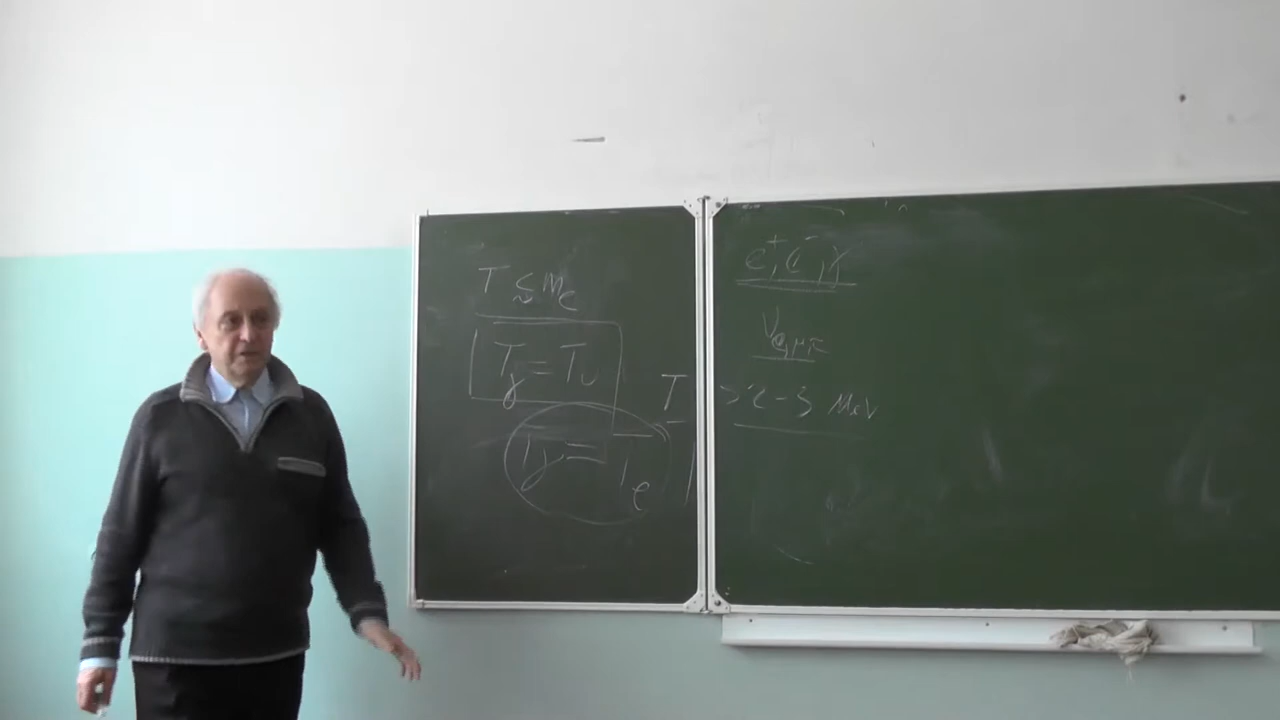 T ≲ m_e
T_γ = T_ν
T_γ = T_e
e⁺, e⁻, γ
ν_{e,μ,τ}
T > 2-3 MeV